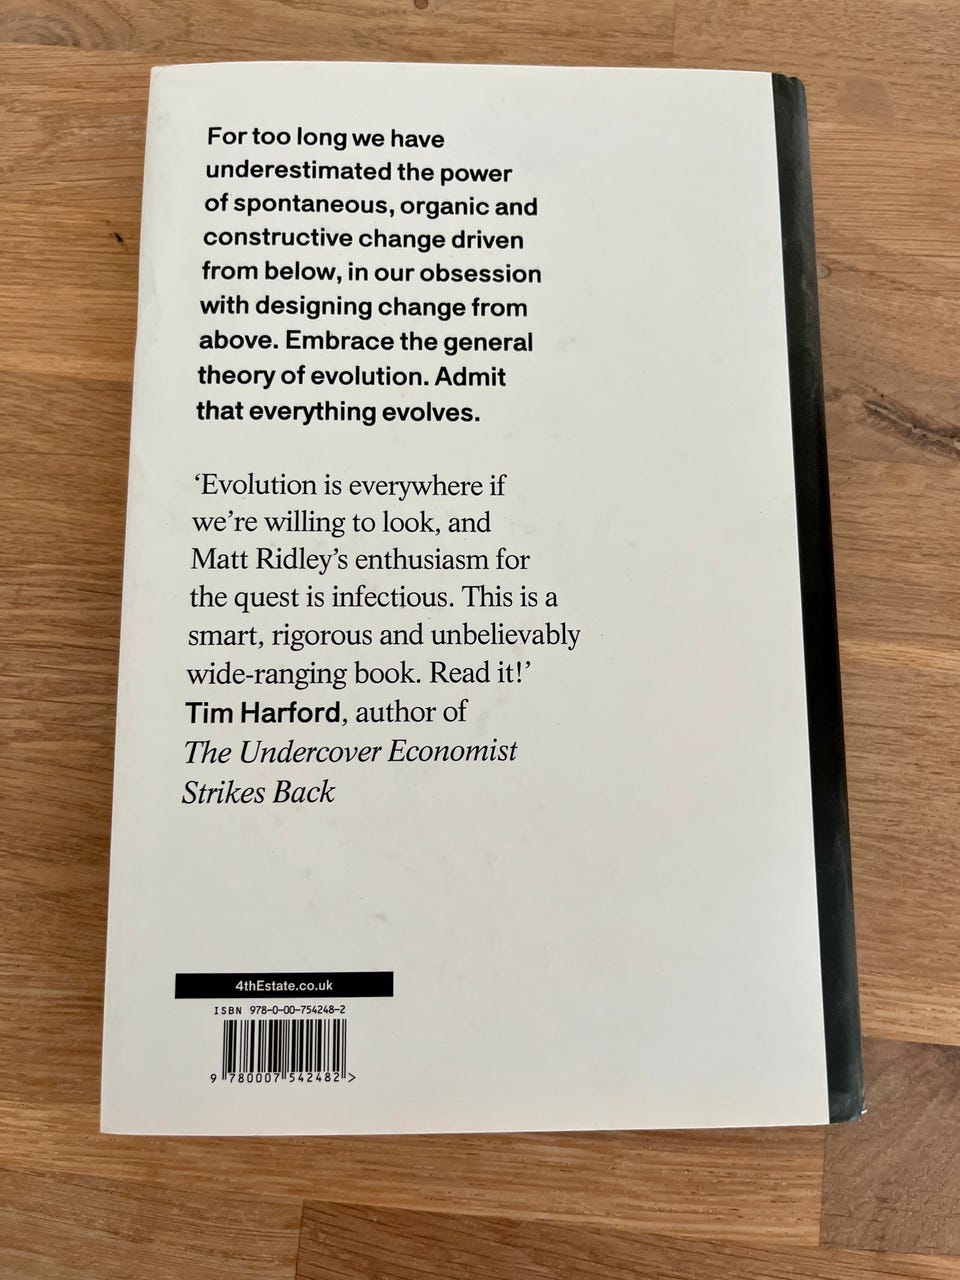 For too long we have
underestimated the power
of spontaneous, organic and
constructive change driven
from below, in our obsession
with designing change from
above. Embrace the general
theory of evolution. Admit
that everything evolves.
‘Evolution is everywhere if
we’re willing to look, and
Matt Ridley’s enthusiasm for
the quest is infectious. This is a
smart, rigorous and unbelievably
wide-ranging book. Read it!’
Tim Harford, author of
The Undercover Economist
Strikes Back
4thEstate.co.uk
ISBN 978-0-00-754248-2
9 780007 542482 >